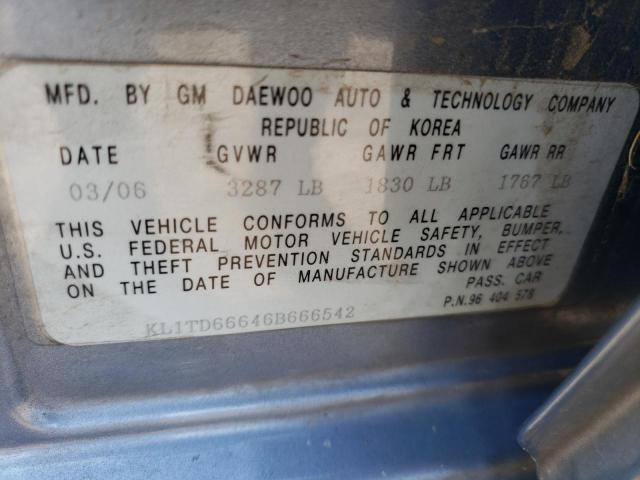 MFD. BY GM DAEWOO AUTO & TECHNOLOGY COMPANY
REPUBLIC OF KOREA
DATE GVWR GAWR FRT GAWR RR
03/06 3287 LB 1830 LB 1767 LB
THIS VEHICLE CONFORMS TO ALL APPLICABLE
U.S. FEDERAL MOTOR VEHICLE SAFETY, BUMPER,
AND THEFT PREVENTION STANDARDS IN EFFECT
ON THE DATE OF MANUFACTURE SHOWN ABOVE
PASS. CAR
P.N.96 404 578
KL1TD66646B666542